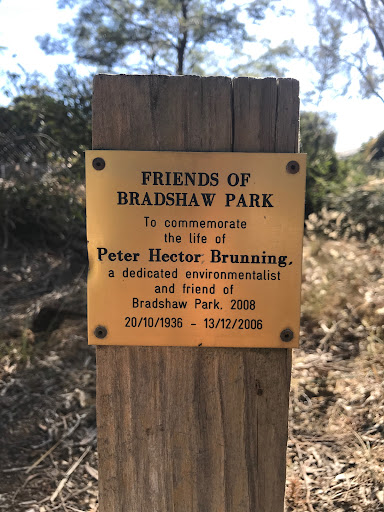 FRIENDS OF
BRADSHAW PARK
To commemorate
the life of
Peter Hector Brunning,
a dedicated environmentalist
and friend of
Bradshaw Park. 2008
20/10/1936 - 13/12/2006